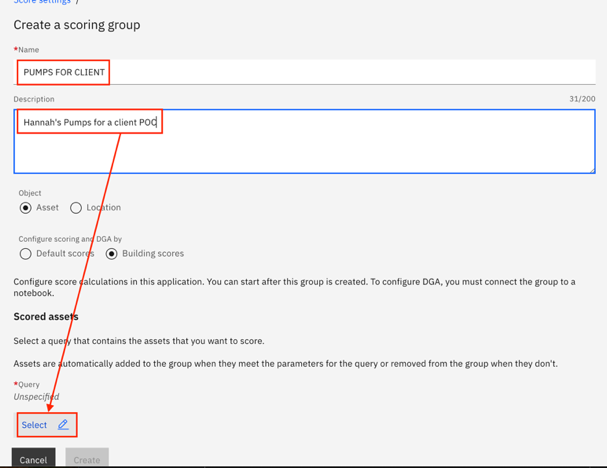 Score settings /
Create a scoring group
*Name
PUMPS FOR CLIENT
Description 31/200
Hannah's Pumps for a client POC
Object
Asset Location
Configure scoring and DGA by
Default scores Building scores
Configure score calculations in this application. You can start after this group is created. To configure DGA, you must connect the group to a
notebook.
Scored assets
Select a query that contains the assets that you want to score.
Assets are automatically added to the group when they meet the parameters for the query or removed from the group when they don't.
*Query
Unspecified
Select
Cancel Create